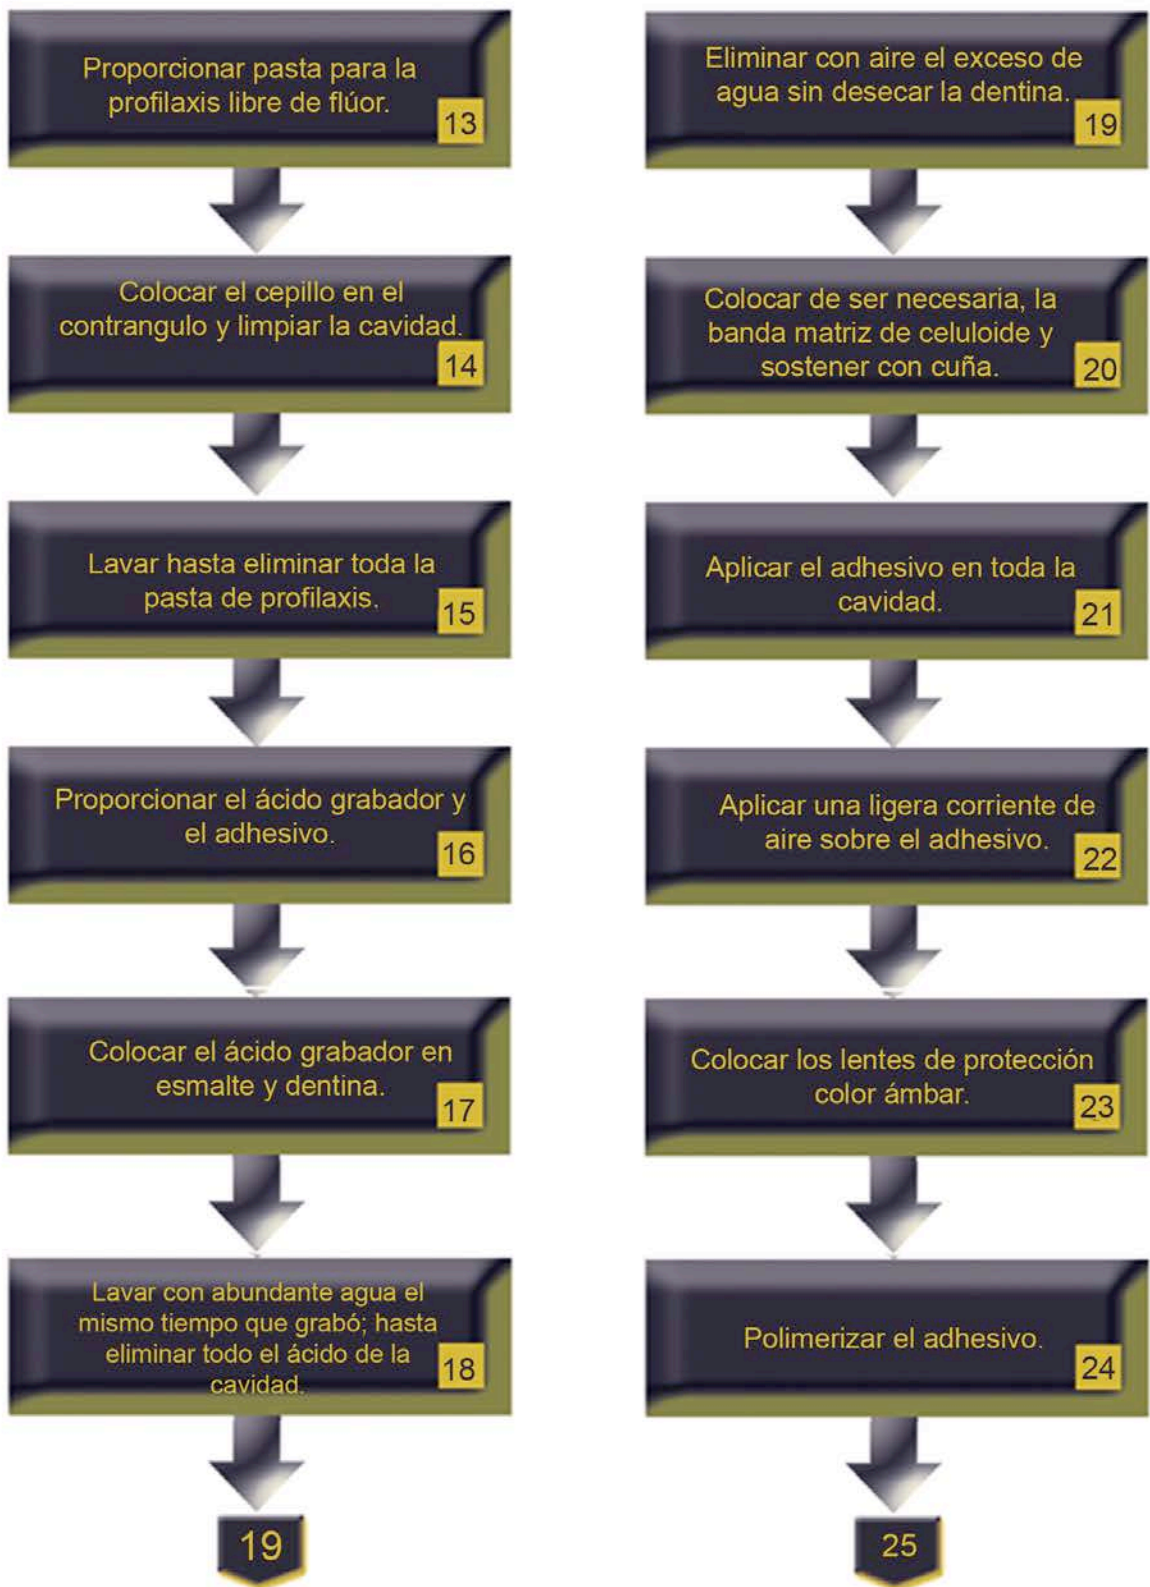 Proporcionar pasta para la
profilaxis libre de flúor.
13
Colocar el cepillo en el
contrangulo y limpiar la cavidad.
14
Lavar hasta eliminar toda la
pasta de profilaxis.
15
Proporcionar el ácido grabador y
el adhesivo.
16
Colocar el ácido grabador en
esmalte y dentina.
17
Lavar con abundante agua el
mismo tiempo que grabó; hasta
eliminar todo el ácido de la
cavidad.
18
19
Eliminar con aire el exceso de
agua sin desecar la dentina.
19
Colocar de ser necesaria, la
banda matriz de celuloide y
sostener con cuña.
20
Aplicar el adhesivo en toda la
cavidad.
21
Aplicar una ligera corriente de
aire sobre el adhesivo.
22
Colocar los lentes de protección
color ámbar.
23
Polimerizar el adhesivo.
24
25